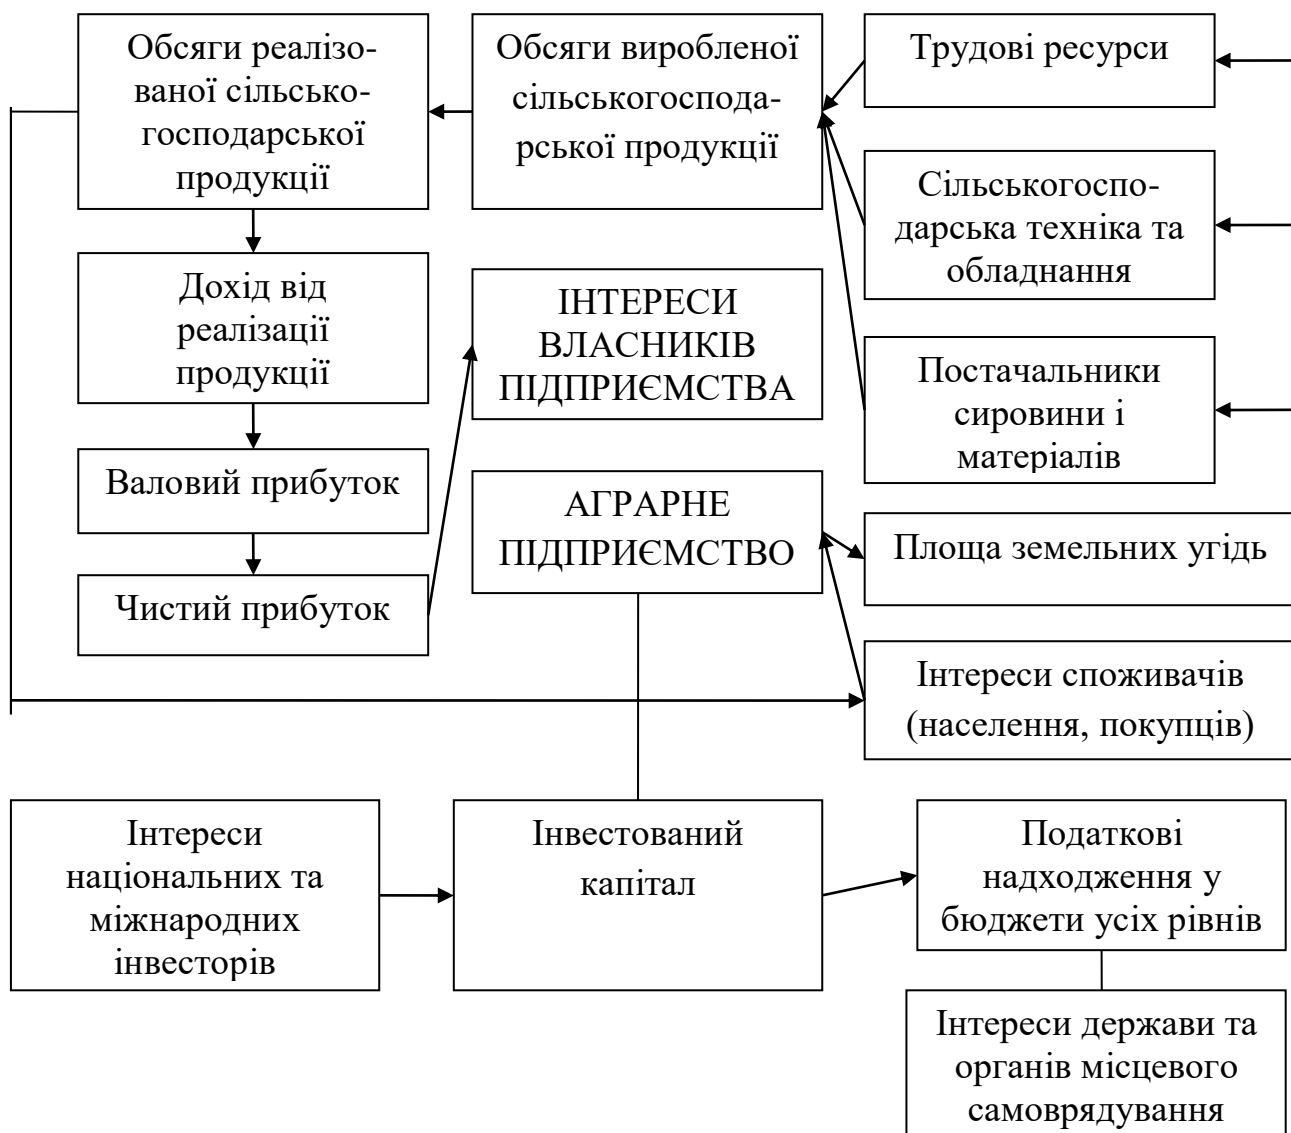 Обсяги реалізо-
ваної сільсько-
господарської
продукції
Обсяги виробленої
сільськогоспода-
рської продукції
Трудові ресурси
Сільськогоспо-
дарська техніка та
обладнання
Дохід від
реалізації
продукції
ІНТЕРЕСИ
ВЛАСНИКІВ
ПІДПРИЄМСТВА
Постачальники
сировини і
матеріалів
Валовий прибуток
АГРАРНЕ
ПІДПРИЄМСТВО
Площа земельних угідь
Чистий прибуток
Інтереси споживачів
(населення, покупців)
Інтереси
національних та
міжнародних
інвесторів
Інвестований
капітал
Податкові
надходження у
бюджети усіх рівнів
Інтереси держави та
органів місцевого
самоврядування